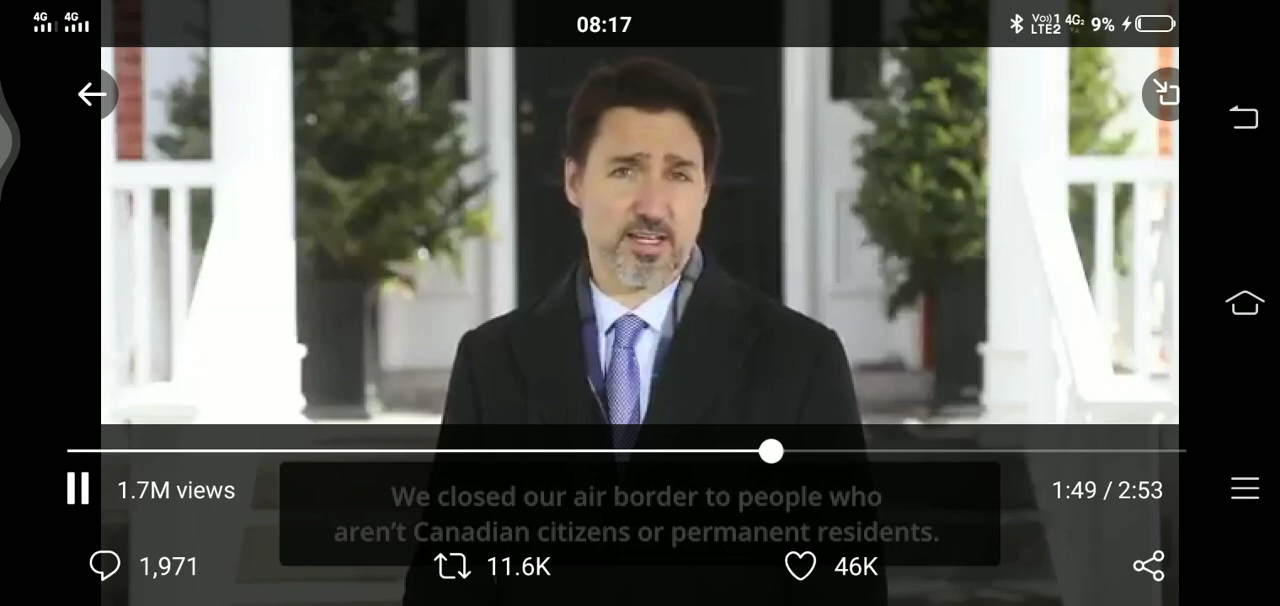 4G 4G 08:17 Vo)) 1 LTE2 4G2 9%
1.7M views
We closed our air border to people who
aren't Canadian citizens or permanent residents.
1:49 / 2:53
1,971 11.6K 46K